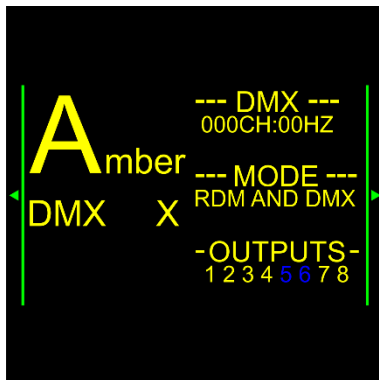 Amber
DMX X
--- DMX ---
000CH:00HZ
--- MODE ---
RDM AND DMX
-OUTPUTS-
1 2 3 4 5 6 7 8